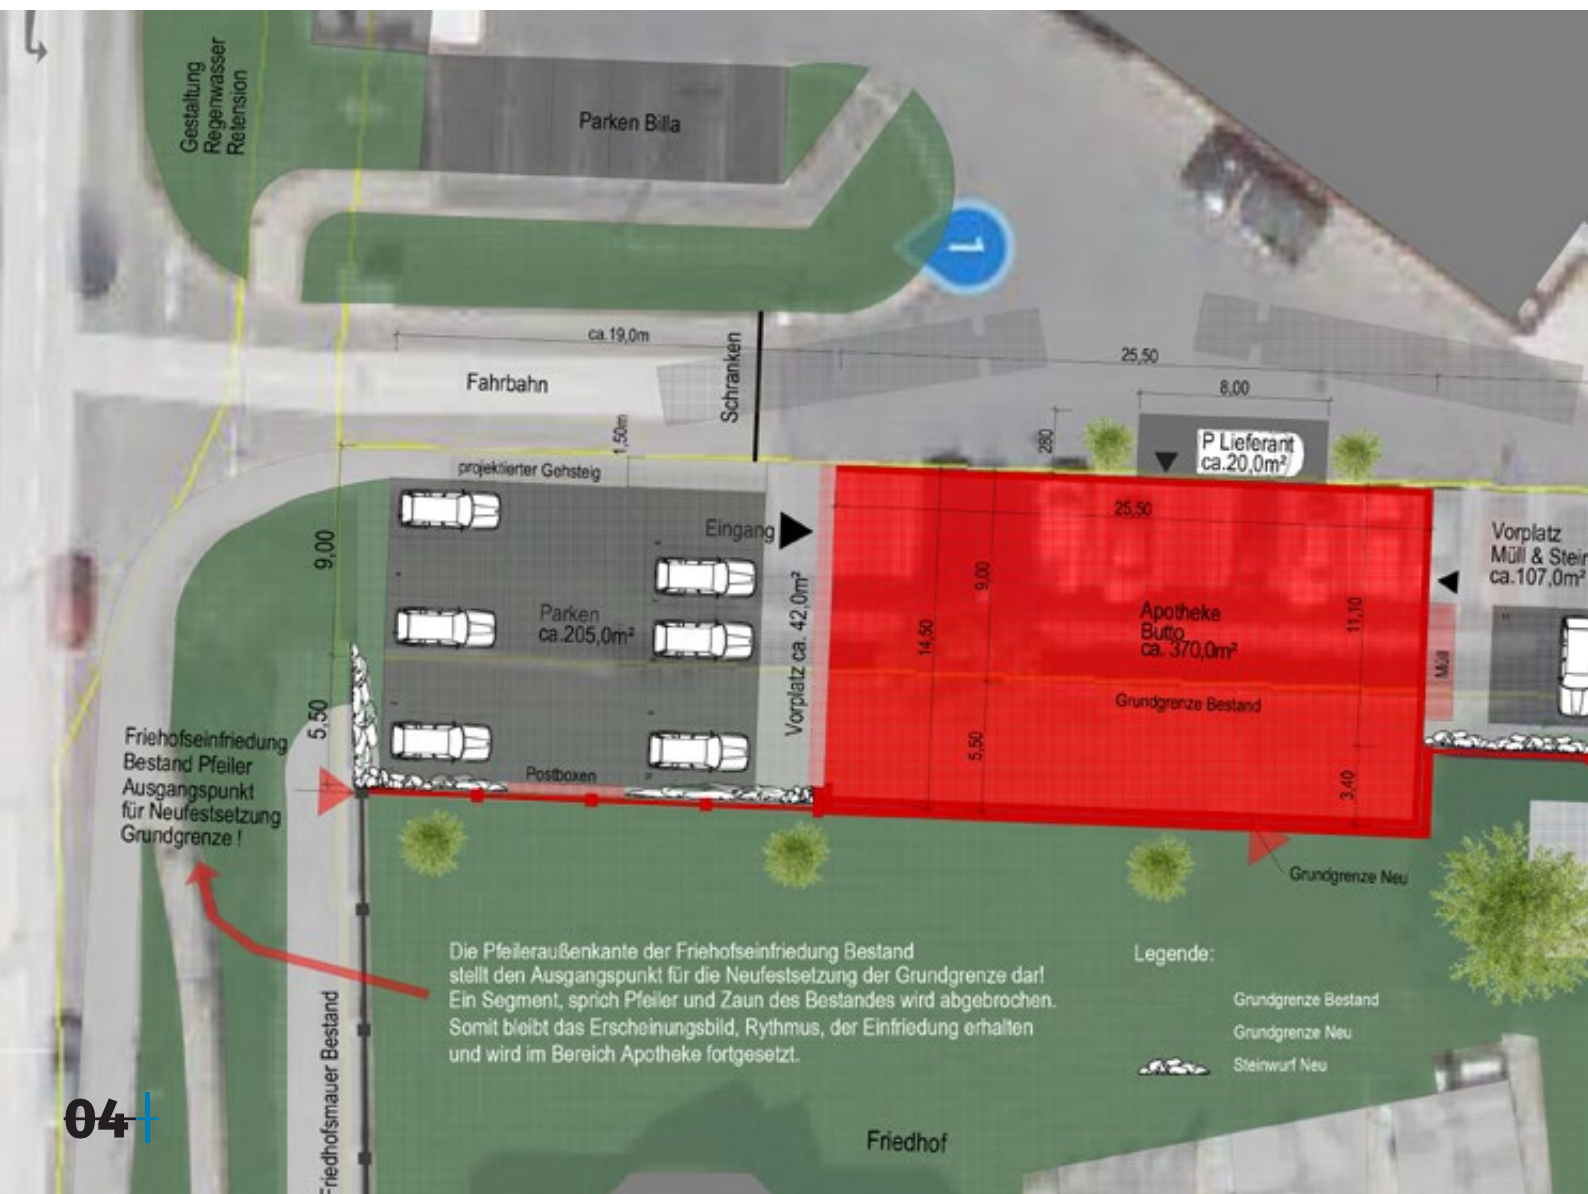 Gestaltung
Regenwasser
Retension
Parken Billa
1
ca.19,0m
Schranken
25,50
Fahrbahn
8,00
1,50m
280
P Lieferant
ca.20,0m²
projektierter Gehsteig
Eingang
25,50
Vorplatz
Müll & Stein
ca.107,0m²
9,00
9,00
Parken
ca.205,0m²
Vorplatz ca. 42,0m²
14,50
Apotheke
Butto
ca. 370,0m²
11,10
Müll
Grundgrenze Bestand
5,50
5,50
3,40
Friehofseinfriedung
Bestand Pfeiler
Ausgangspunkt
für Neufestsetzung
Grundgrenze !
Postboxen
Grundgrenze Neu
Die Pfeileraußenkante der Friehofseinfriedung Bestand
stellt den Ausgangspunkt für die Neufestsetzung der Grundgrenze dar!
Ein Segment, sprich Pfeiler und Zaun des Bestandes wird abgebrochen.
Somit bleibt das Erscheinungsbild, Rythmus, der Einfriedung erhalten
und wird im Bereich Apotheke fortgesetzt.
Legende:
Grundgrenze Bestand
Grundgrenze Neu
Steinwurf Neu
Friedhofsmauer Bestand
04
Friedhof